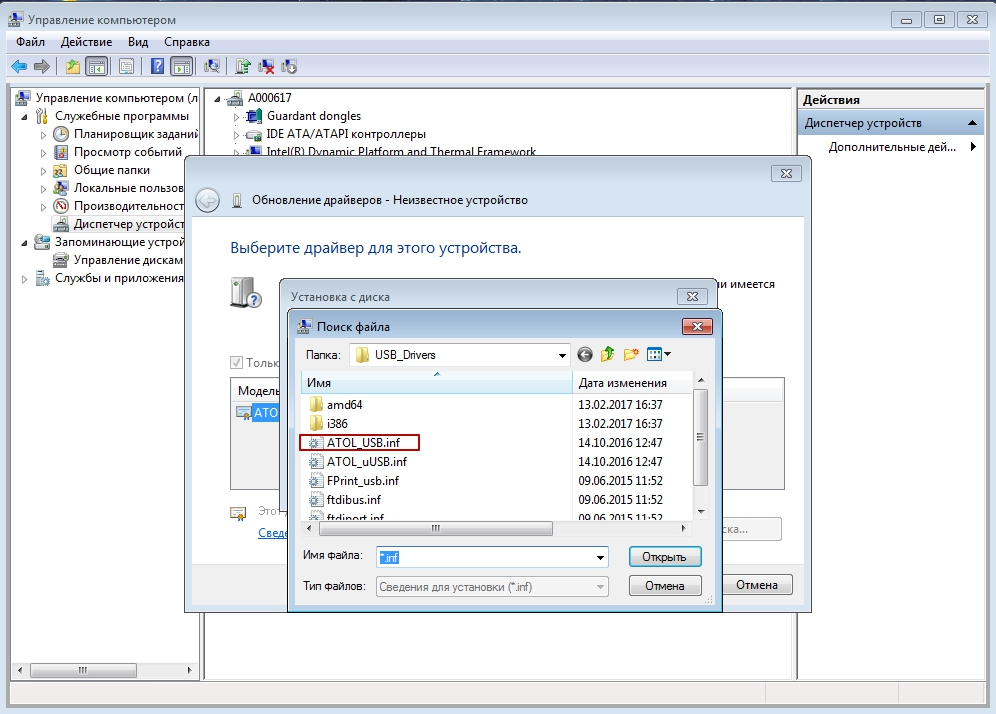 Управление компьютером
Файл Действие Вид Справка
Управление компьютером (л
Служебные программы
Планировщик заданий
Просмотр событий
Общие папки
Локальные пользов
Производительност
Диспетчер устройст
Запоминающие устрой
Управление дисками
Службы и приложения
A000617
Guardant dongles
IDE ATA/ATAPI контроллеры
Intel(R) Dynamic Platform and Thermal Framework
Действия
Диспетчер устройств
Дополнительные дей...
Обновление драйверов - Неизвестное устройство
Выберите драйвер для этого устройства.
ли имеется
Тольк
Модель
ATO
Этот
Сведе
ска...
Отмена
Установка с диска
Поиск файла
Папка: USB_Drivers
Имя Дата изменения
amd64 13.02.2017 16:37
i386 13.02.2017 16:37
ATOL_USB.inf 14.10.2016 12:47
ATOL_uUSB.inf 14.10.2016 12:47
FPrint_usb.inf 09.06.2015 11:52
ftdibus.inf 09.06.2015 11:52
ftdiport.inf 09.06.2015 11:52
Имя файла: *.inf Открыть
Тип файлов: Сведения для установки (*.inf) Отмена